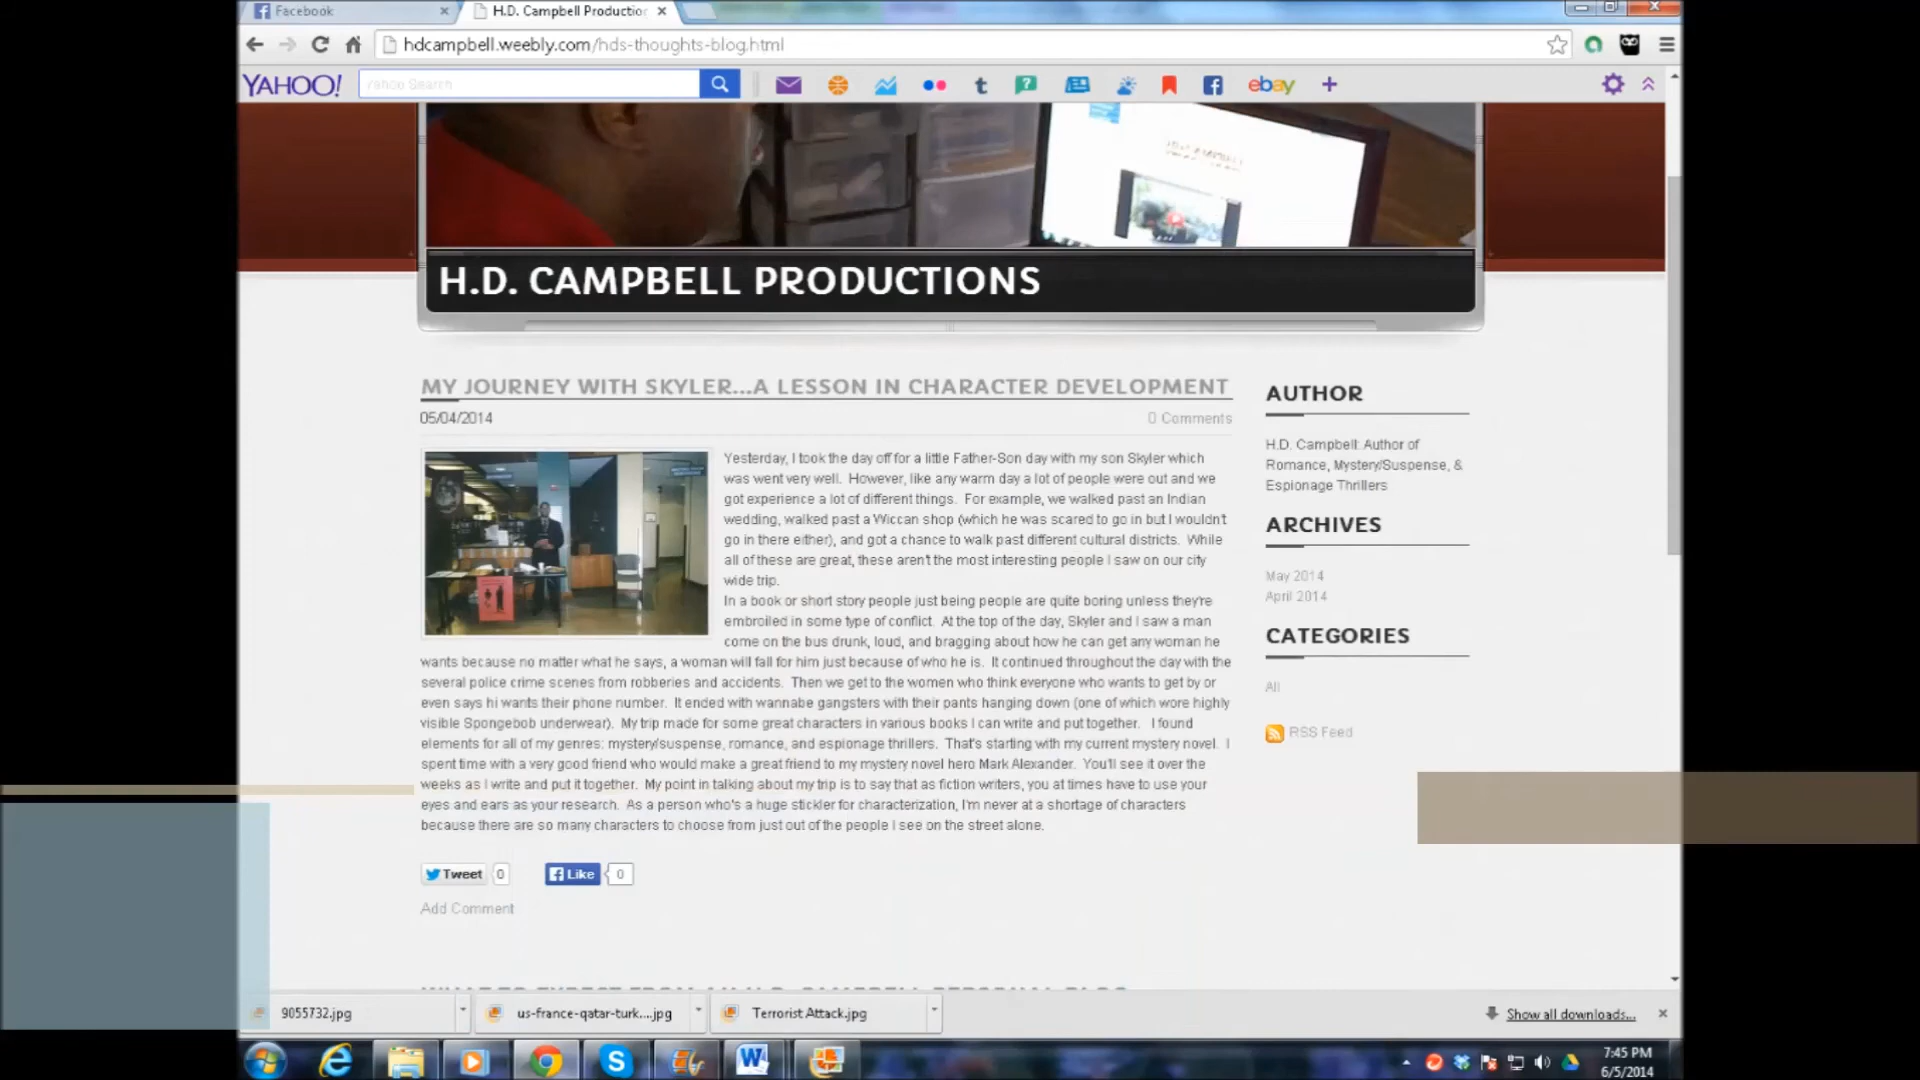 Facebook
H.D. Campbell Productio
hdcampbell.weebly.com/hds-thoughts-blog.html
YAHOO!
Yahoo Search
ebay
H.D. CAMPBELL PRODUCTIONS
MY JOURNEY WITH SKYLER...A LESSON IN CHARACTER DEVELOPMENT
05/04/2014
0 Comments
Yesterday, I took the day off for a little Father-Son day with my son Skyler which
was went very well. However, like any warm day a lot of people were out and we
got experience a lot of different things. For example, we walked past an Indian
wedding, walked past a Wiccan shop (which he was scared to go in but I wouldn't
go in there either), and got a chance to walk past different cultural districts. While
all of these are great, these aren't the most interesting people I saw on our city
wide trip.
In a book or short story people just being people are quite boring unless they're
embroiled in some type of conflict. At the top of the day, Skyler and I saw a man
come on the bus drunk, loud, and bragging about how he can get any woman he
wants because no matter what he says, a woman will fall for him just because of who he is. It continued throughout the day with the
several police crime scenes from robberies and accidents. Then we get to the women who think everyone who wants to get by or
even says hi wants their phone number. It ended with wannabe gangsters with their pants hanging down (one of which wore highly
visible Spongebob underwear). My trip made for some great characters in various books I can write and put together. I found
elements for all of my genres: mystery/suspense, romance, and espionage thrillers. That's starting with my current mystery novel. I
spent time with a very good friend who would make a great friend to my mystery novel hero Mark Alexander. You'll see it over the
weeks as I write and put it together. My point in talking about my trip is to say that as fiction writers, you at times have to use your
eyes and ears as your research. As a person who's a huge stickler for characterization, I'm never at a shortage of characters
because there are so many characters to choose from just out of the people I see on the street alone.
Tweet 0
Like 0
Add Comment
AUTHOR
H.D. Campbell: Author of
Romance, Mystery/Suspense, &
Espionage Thrillers
ARCHIVES
May 2014
April 2014
CATEGORIES
All
RSS Feed
9055732.jpg
us-france-qatar-turk....jpg
Terrorist Attack.jpg
Show all downloads...
7:45 PM
6/5/2014